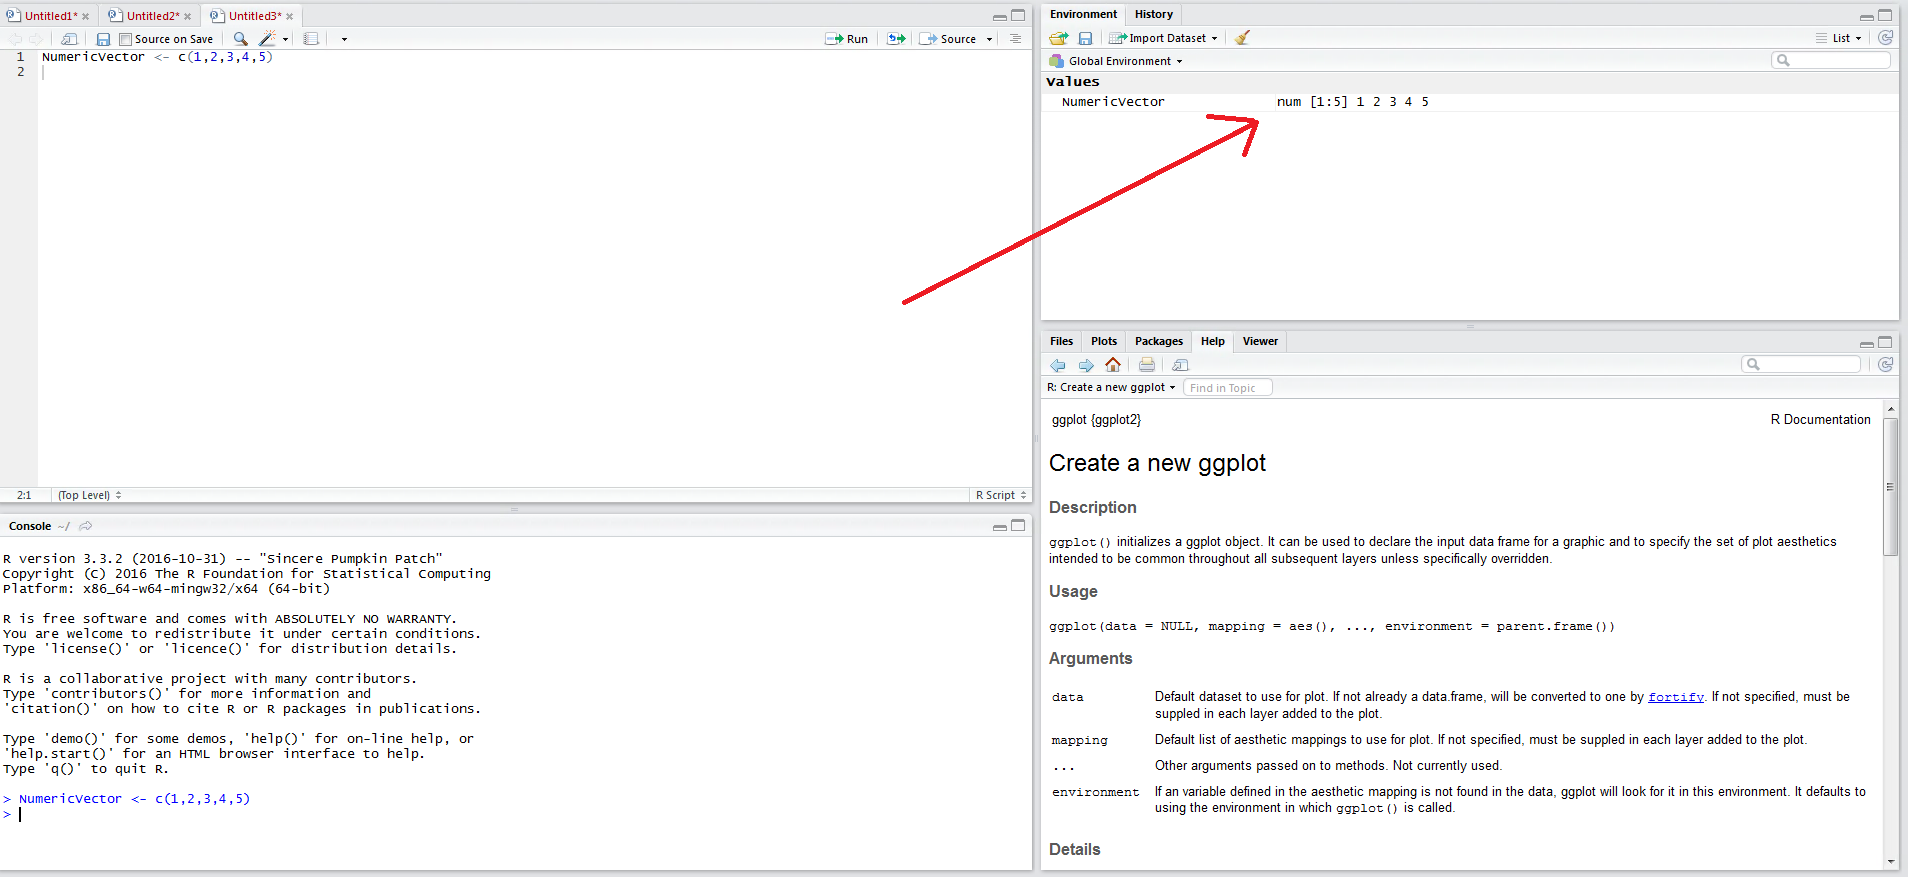 Untitled1* Untitled2* Untitled3*
Source on Save Run Source
1 NumericVector <- c(1,2,3,4,5)
2
2:1 (Top Level) R Script
Console ~/
R version 3.3.2 (2016-10-31) -- "Sincere Pumpkin Patch"
Copyright (C) 2016 The R Foundation for Statistical Computing
Platform: x86_64-w64-mingw32/x64 (64-bit)
R is free software and comes with ABSOLUTELY NO WARRANTY.
You are welcome to redistribute it under certain conditions.
Type 'license()' or 'licence()' for distribution details.
R is a collaborative project with many contributors.
Type 'contributors()' for more information and
'citation()' on how to cite R or R packages in publications.
Type 'demo()' for some demos, 'help()' for on-line help, or
'help.start()' for an HTML browser interface to help.
Type 'q()' to quit R.
> NumericVector <- c(1,2,3,4,5)
>
Environment History
Import Dataset List
Global Environment
Values
NumericVector num [1:5] 1 2 3 4 5
Files Plots Packages Help Viewer
R: Create a new ggplot Find in Topic
ggplot {ggplot2} R Documentation
Create a new ggplot
Description
ggplot() initializes a ggplot object. It can be used to declare the input data frame for a graphic and to specify the set of plot aesthetics
intended to be common throughout all subsequent layers unless specifically overridden.
Usage
ggplot(data = NULL, mapping = aes(), ..., environment = parent.frame())
Arguments
data Default dataset to use for plot. If not already a data.frame, will be converted to one by fortify. If not specified, must be
suppled in each layer added to the plot.
mapping Default list of aesthetic mappings to use for plot. If not specified, must be suppled in each layer added to the plot.
... Other arguments passed on to methods. Not currently used.
environment If an variable defined in the aesthetic mapping is not found in the data, ggplot will look for it in this environment. It defaults to
using the environment in which ggplot() is called.
Details